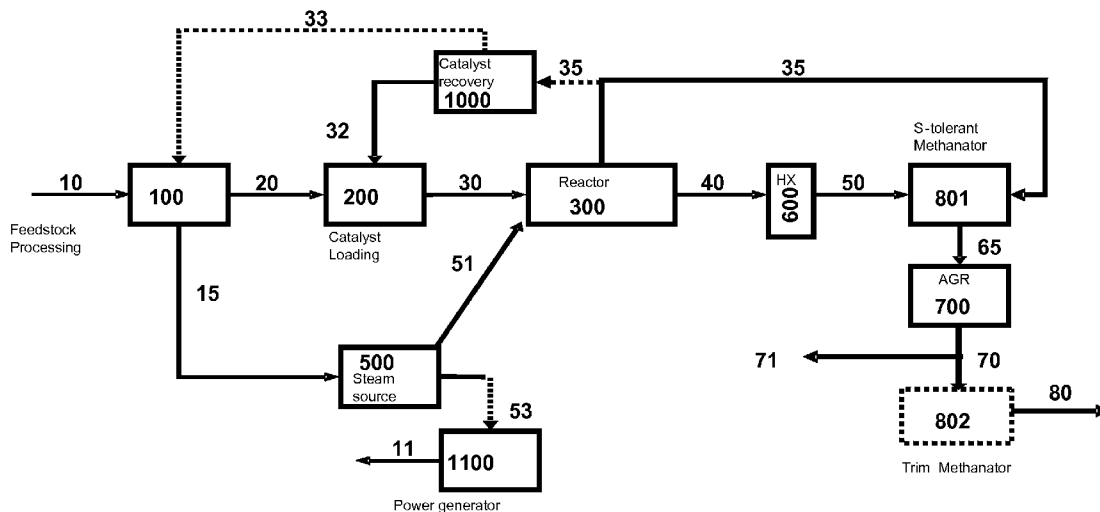 33
Catalyst
recovery
1000
35
35
32
S-tolerant
Methanator
10
100
20
200
30
Reactor
300
40
HX
600
50
801
Feedstock
Processing
Catalyst
Loading
51
65
15
AGR
700
500
Steam
source
71
70
53
802
80
11
1100
Trim Methanator
Power generator